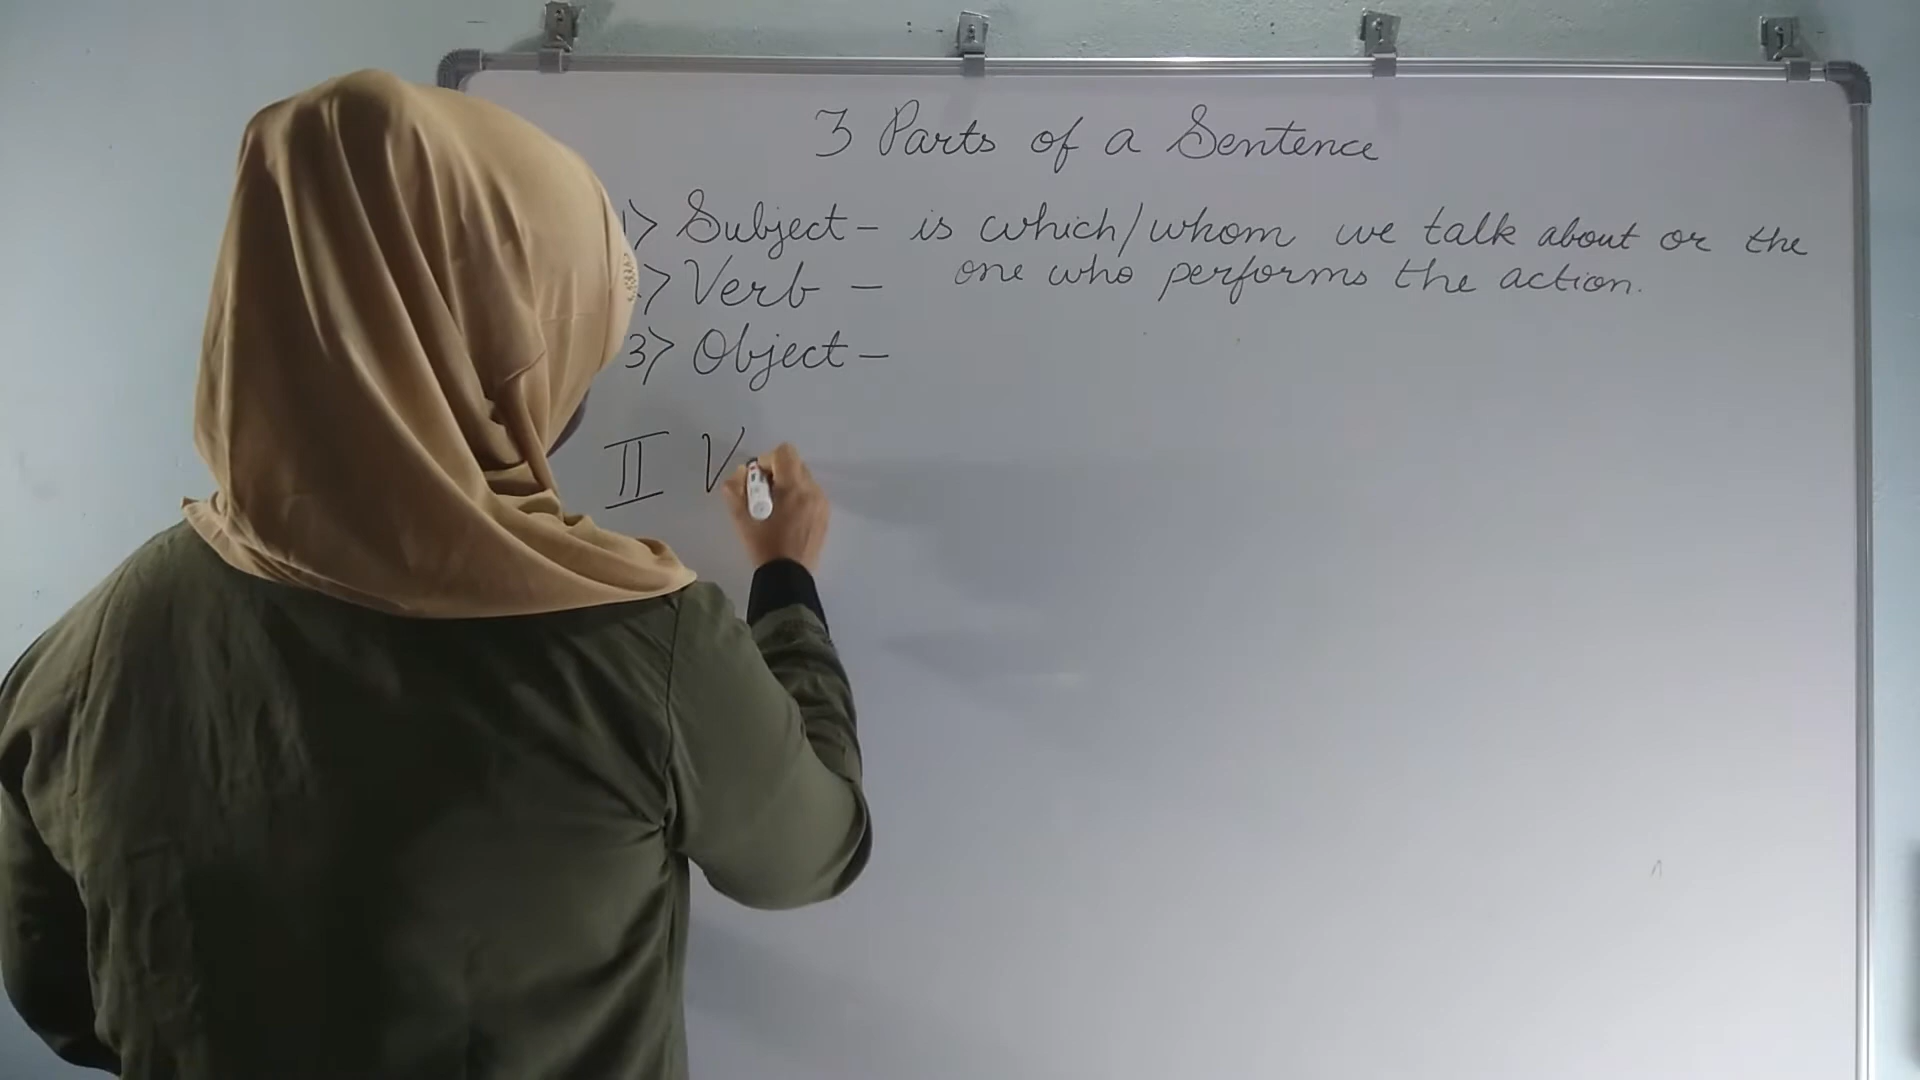 3 Parts of a Sentence
1) Subject - is which/whom we talk about or the
one who performs the action.
) Verb -
3) Object -
II V